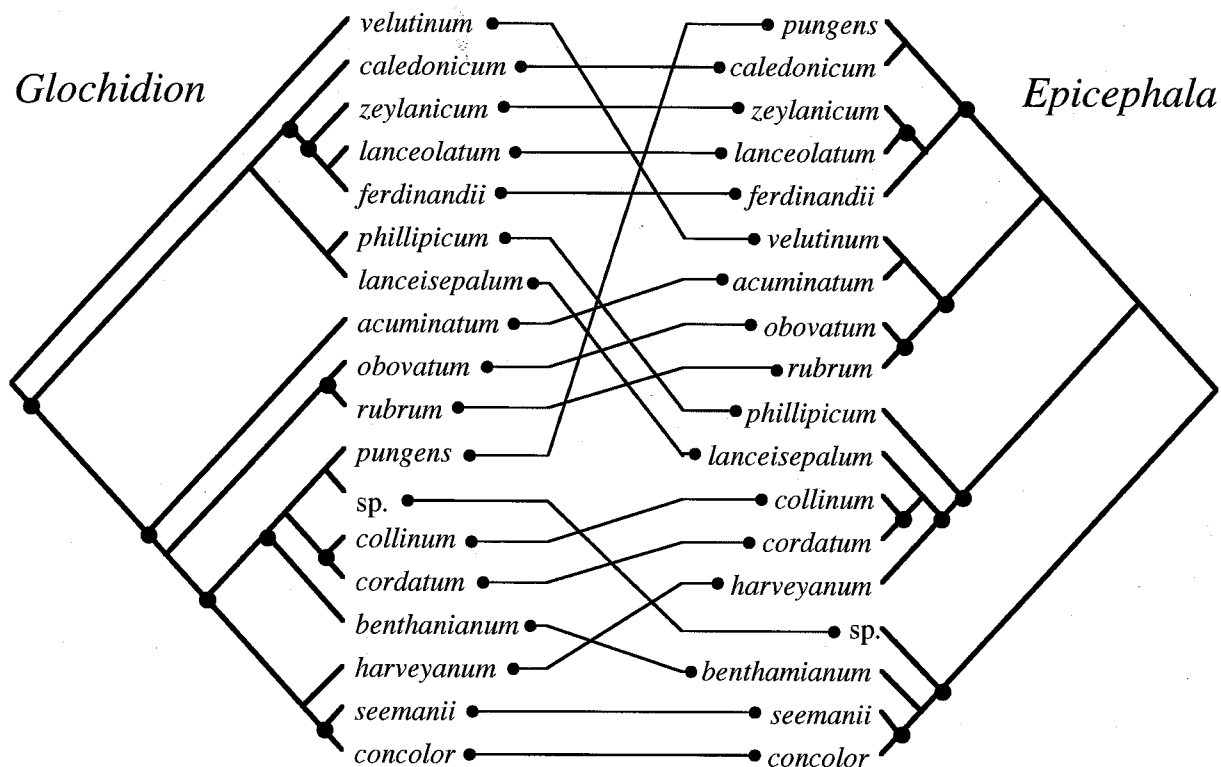 Glochidion
velutinum
caledonicum
zeylanicum
lanceolatum
ferdinandii
phillipicum
lanceisepalum
acuminatum
obovatum
rubrum
pungens
sp.
collinum
cordatum
benthanianum
harveyanum
seemanii
concolor
Epicephala
pungens
caledonicum
zeylanicum
lanceolatum
ferdinandii
velutinum
acuminatum
obovatum
rubrum
phillipicum
lanceisepalum
collinum
cordatum
harveyanum
sp.
benthamianum
seemanii
concolor